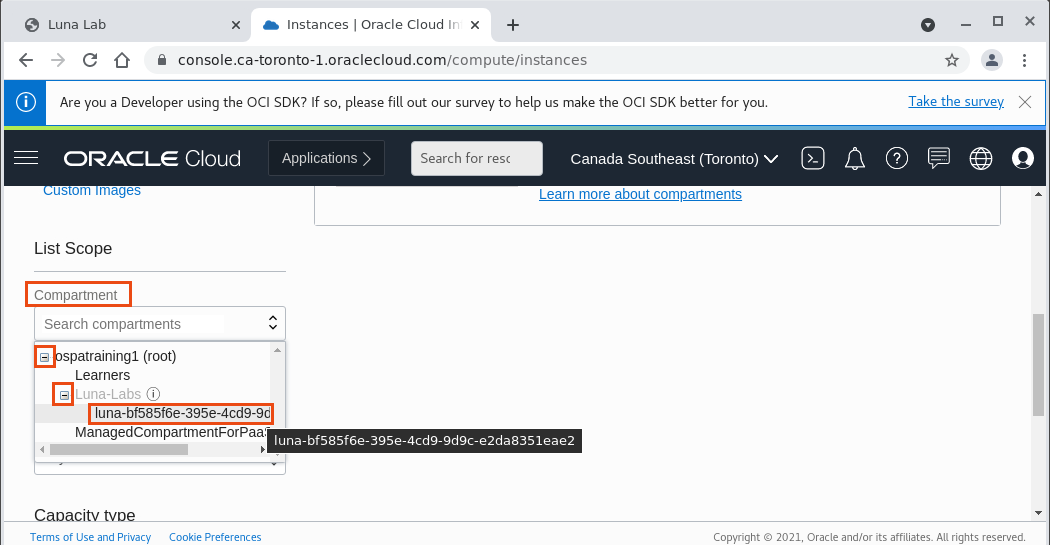 Luna Lab
Instances | Oracle Cloud In
console.ca-toronto-1.oraclecloud.com/compute/instances
Are you a Developer using the OCI SDK? If so, please fill out our survey to help us make the OCI SDK better for you.
Take the survey
ORACLE Cloud
Applications
Search for resc
Canada Southeast (Toronto)
Custom Images
Learn more about compartments
List Scope
Compartment
Search compartments
ospatraining1 (root)
Learners
Luna-Labs
luna-bf585f6e-395e-4cd9-9d
ManagedCompartmentForPaaS
luna-bf585f6e-395e-4cd9-9d9c-e2da8351eae2
Capacity type
Terms of Use and Privacy
Cookie Preferences
Copyright © 2021, Oracle and/or its affiliates. All rights reserved.